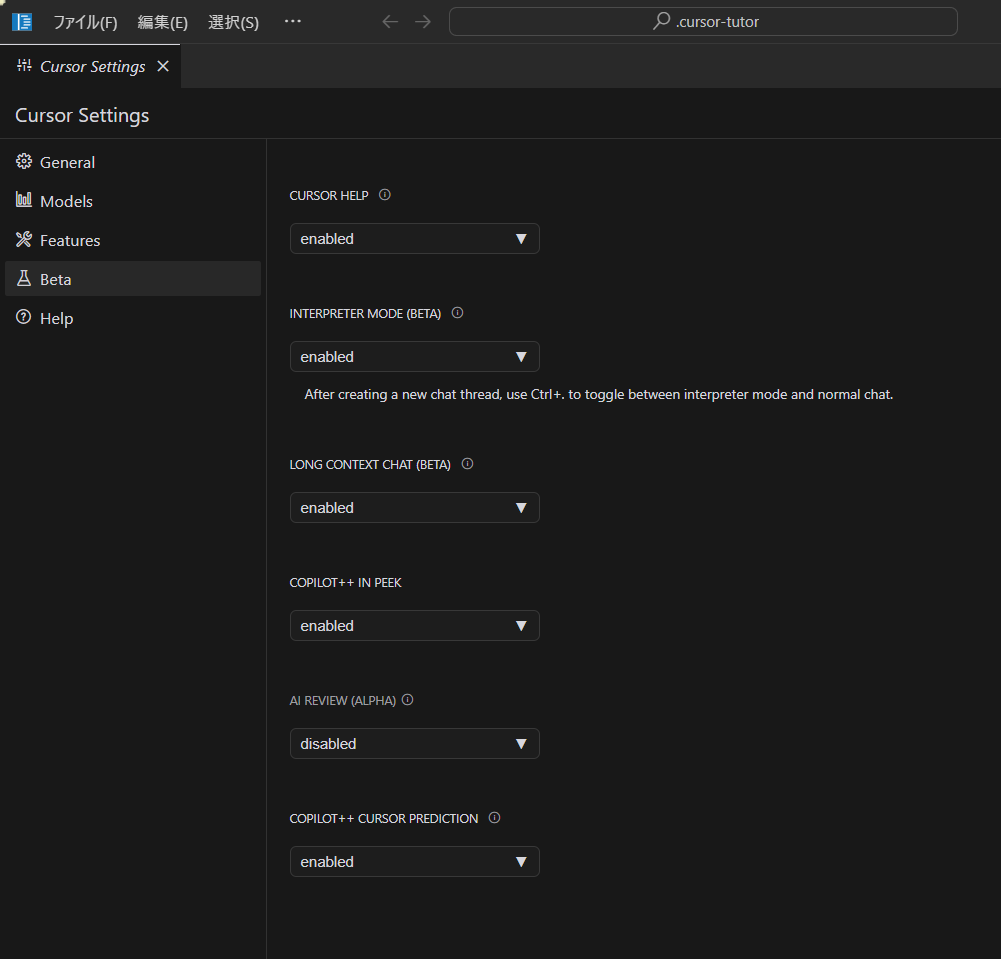 ファイル(F) 編集(E) 選択(S) ··· .cursor-tutor
Cursor Settings
Cursor Settings
General
Models
Features
Beta
Help
CURSOR HELP
enabled
INTERPRETER MODE (BETA)
enabled
After creating a new chat thread, use Ctrl+. to toggle between interpreter mode and normal chat.
LONG CONTEXT CHAT (BETA)
enabled
COPILOT++ IN PEEK
enabled
AI REVIEW (ALPHA)
disabled
COPILOT++ CURSOR PREDICTION
enabled